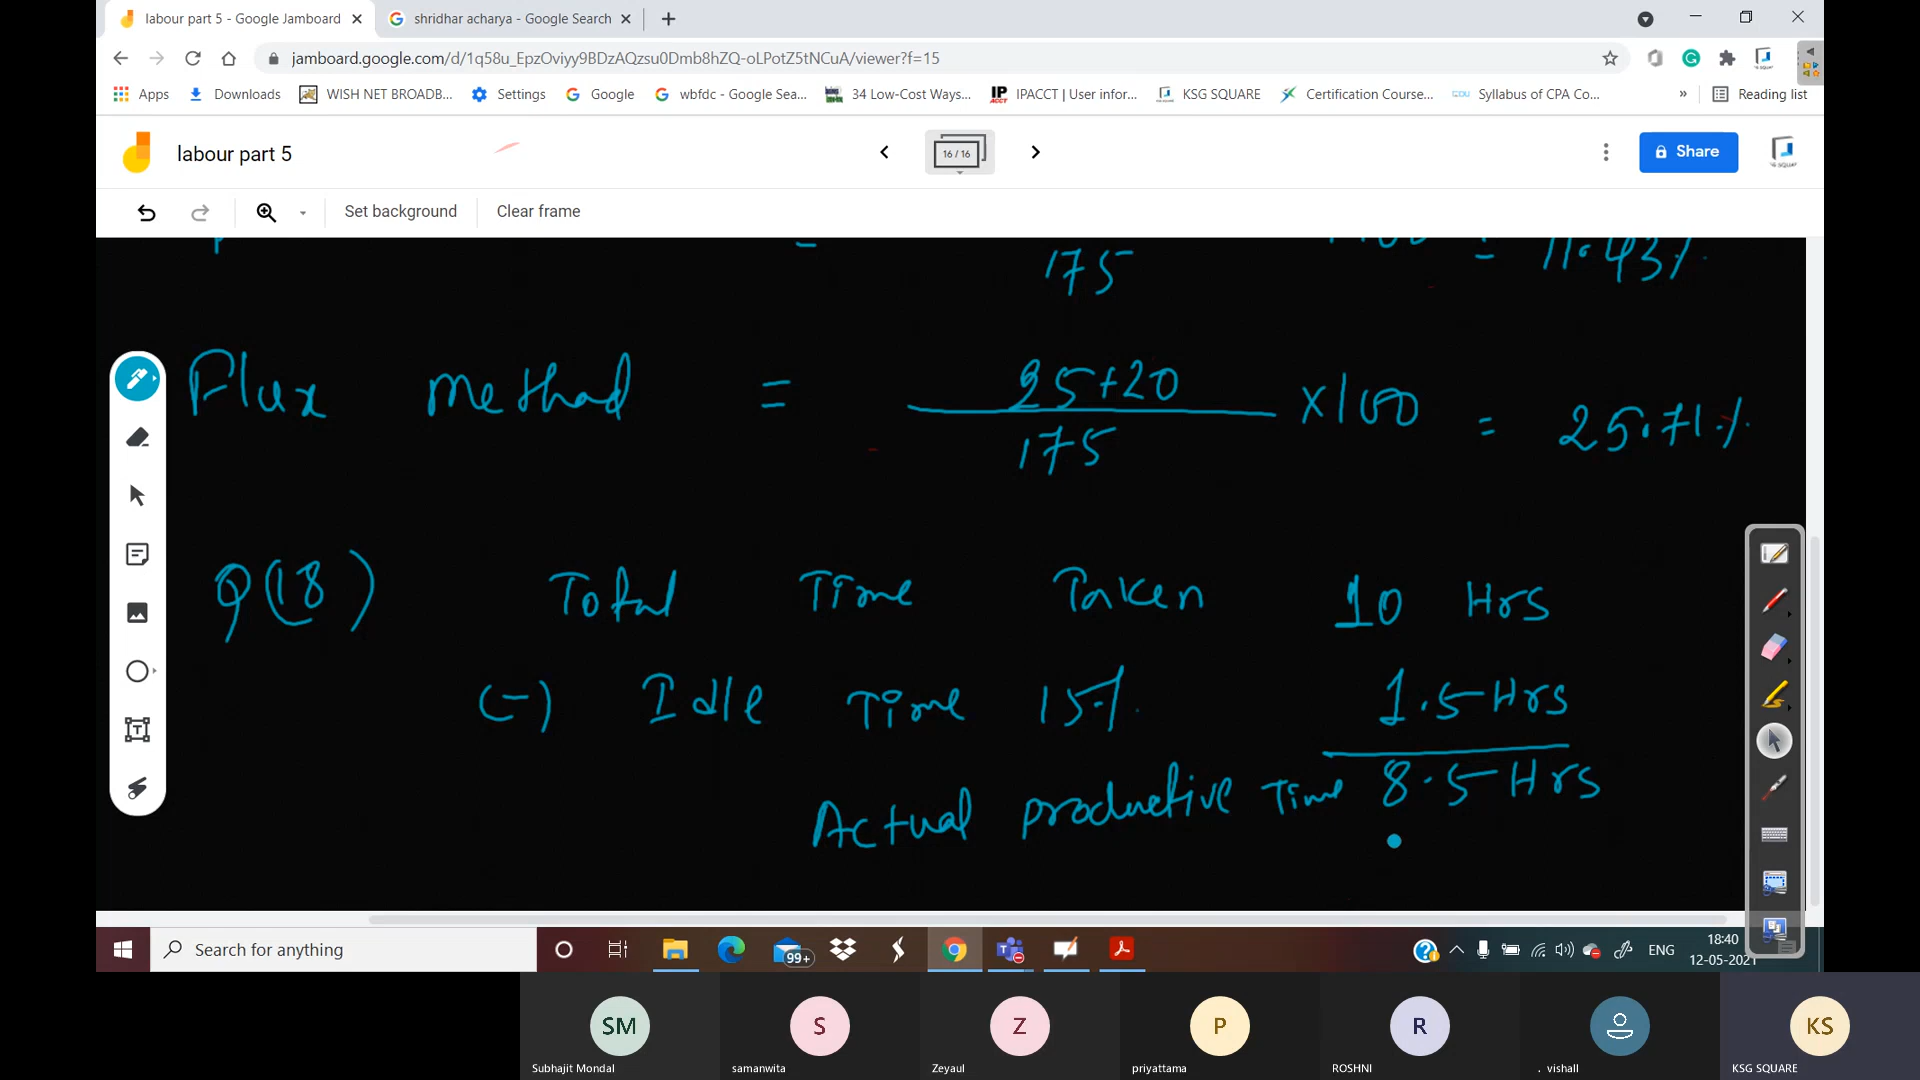 labour part 5 - Google Jamboard
shridhar acharya - Google Search
jamboard.google.com/d/1q58u_EpzOviyy9BDzAQzsu0Dmb8hZQ-oLPotZ5tNCuA/viewer?f=15
Apps
Downloads
WISH NET BROADB...
Settings
Google
wbfdc - Google Sea...
34 Low-Cost Ways...
IPACCT | User infor...
KSG SQUARE
Certification Course...
Syllabus of CPA Co...
»
Reading list
labour part 5
16 / 16
Share
Set background
Clear frame
=
175
= 11.43%
Flux method = 25+20
175
×100 = 25.71%
Q(18) Total Time Taken 10 Hrs
(-) Idle Time 15% 1.5 Hrs
Actual productive Time 8.5 Hrs
Search for anything
99+
ENG
18:40
12-05-2021
SM
Subhajit Mondal
S
samanwita
Z
Zeyaul
P
priyattama
R
ROSHNI
. vishall
KS
KSG SQUARE